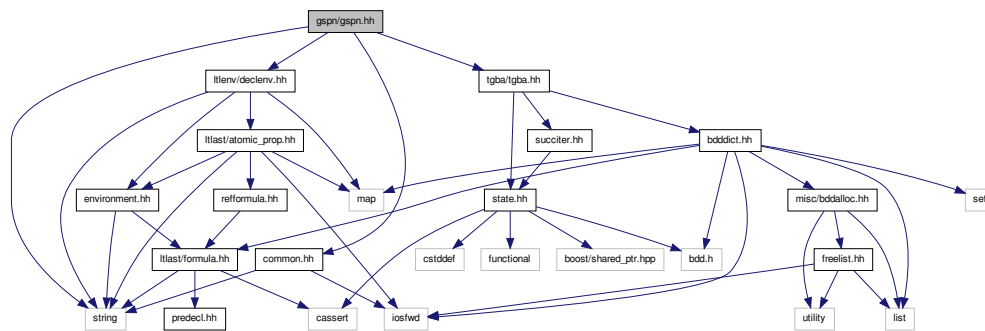 gspn/gspn.hh
ltlenv/declenv.hh
tgba/tgba.hh
ltlast/atomic_prop.hh
succiter.hh
bdddict.hh
environment.hh
refformula.hh
map
state.hh
misc/bddalloc.hh
set
ltlast/formula.hh
common.hh
cstddef
functional
boost/shared_ptr.hpp
bdd.h
freelist.hh
string
predecl.hh
cassert
iosfwd
utility
list